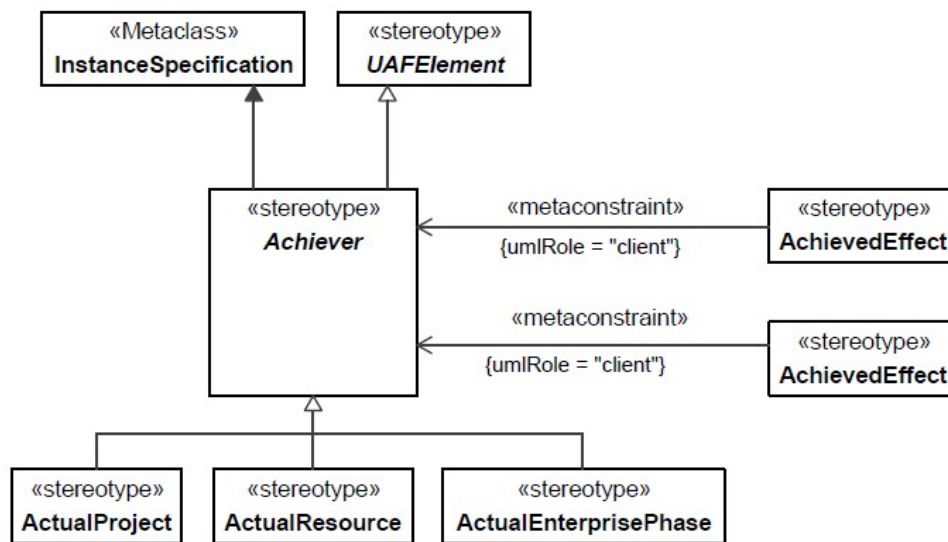 «Metaclass»
InstanceSpecification
«stereotype»
UAFElement
«stereotype»
Achiever
«metaconstraint»
{umlRole = "client"}
«stereotype»
AchievedEffect
«metaconstraint»
{umlRole = "client"}
«stereotype»
AchievedEffect
«stereotype»
ActualProject
«stereotype»
ActualResource
«stereotype»
ActualEnterprisePhase